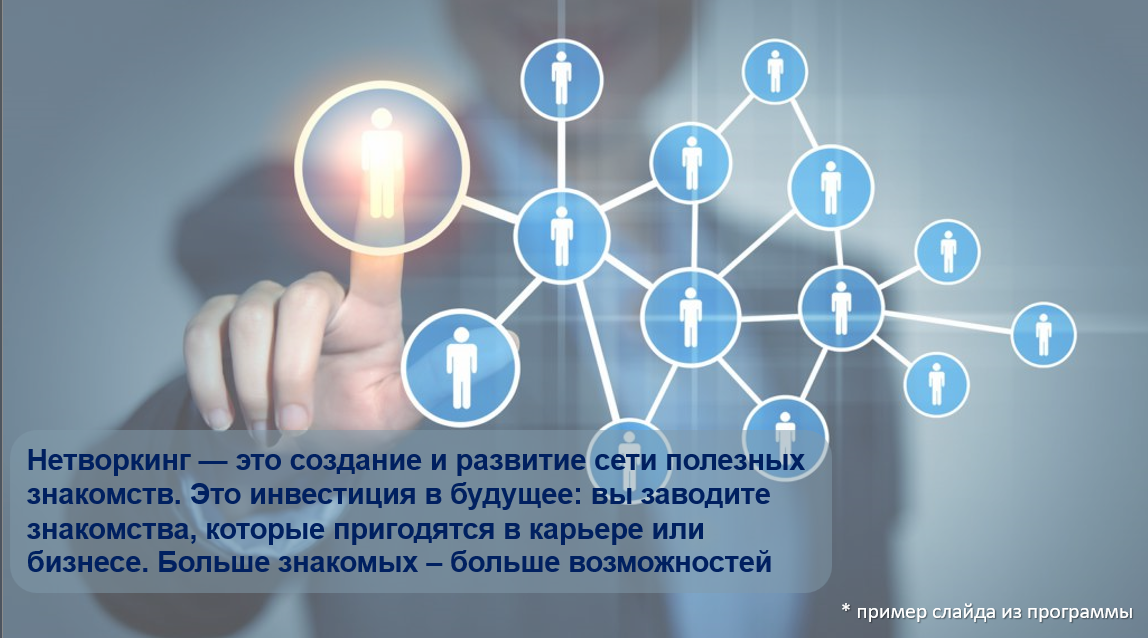 Нетворкинг — это создание и развитие сети полезных
знакомств. Это инвестиция в будущее: вы заводите
знакомства, которые пригодятся в карьере или
бизнесе. Больше знакомых – больше возможностей
* пример слайда из программы